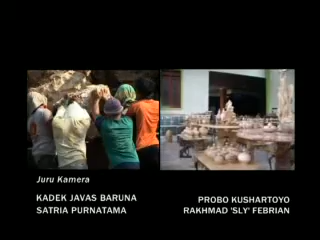 Juru Kamera
KADEK JAVAS BARUNA
SATRIA PURNATAMA
PROBO KUSHARTOYO
RAKHMAD 'SLY' FEBRIAN